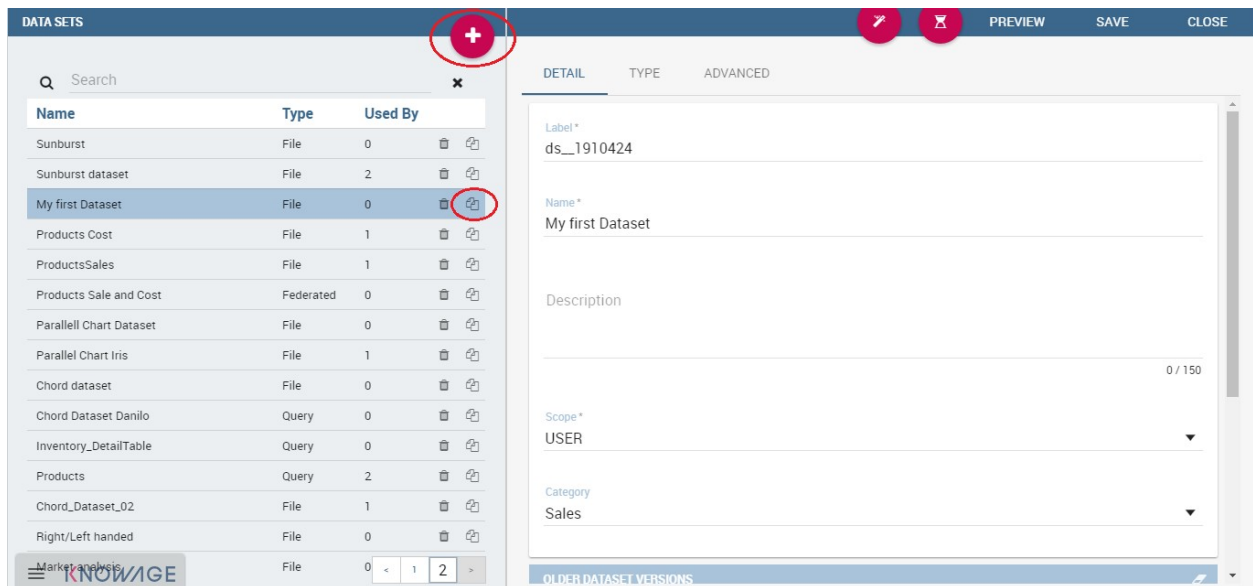 DATA SETS
PREVIEW SAVE CLOSE
Search
Name Type Used By
Sunburst File 0
Sunburst dataset File 2
My first Dataset File 0
Products Cost File 1
ProductsSales File 1
Products Sale and Cost Federated 0
Parallell Chart Dataset File 0
Parallel Chart Iris File 1
Chord dataset File 0
Chord Dataset Danilo Query 0
Inventory_DetailTable Query 0
Products Query 2
Chord_Dataset_02 File 1
Right/Left handed File 0
Market analysis File 0
< 1 2 >
KNOWAGE
DETAIL TYPE ADVANCED
Label *
ds__1910424
Name *
My first Dataset
Description
0 / 150
Scope *
USER
Category
Sales
OLDER DATASET VERSIONS